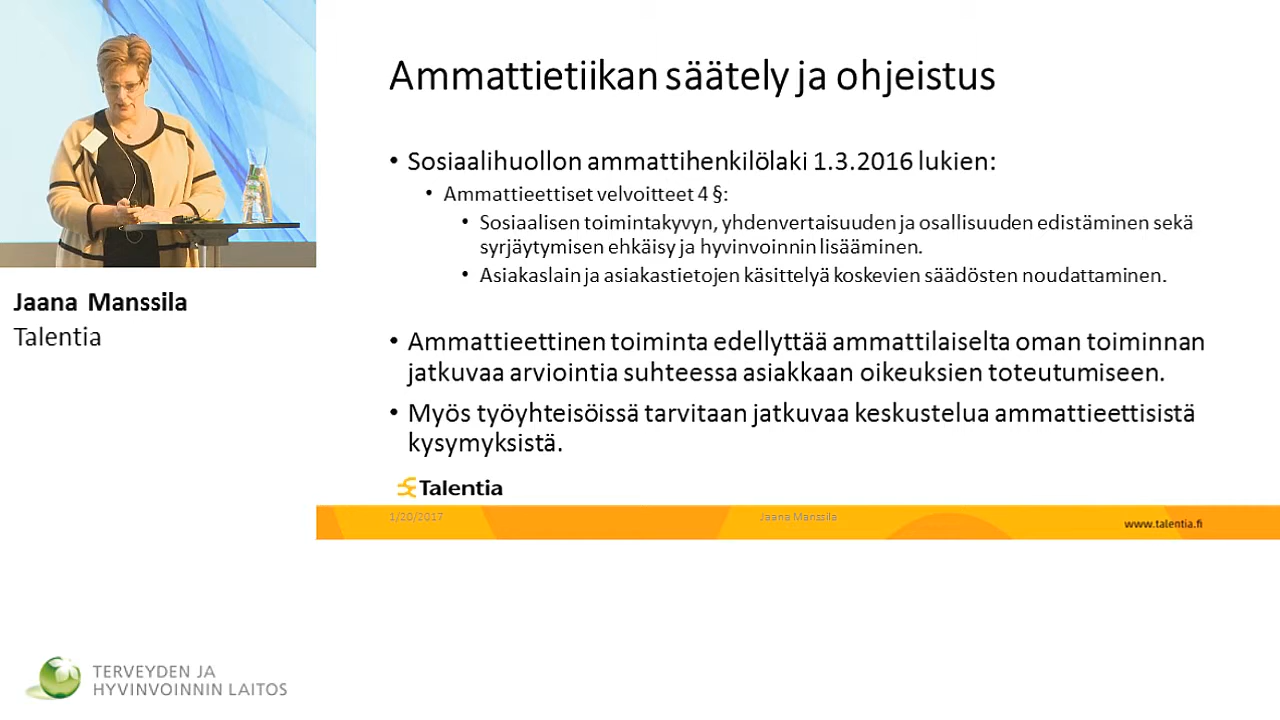 Ammattietiikan säätely ja ohjeistus
• Sosiaalihuollon ammattihenkilölaki 1.3.2016 lukien:
• Ammattieettiset velvoitteet 4 §:
• Sosiaalisen toimintakyvyn, yhdenvertaisuuden ja osallisuuden edistäminen sekä
syrjäytymisen ehkäisy ja hyvinvoinnin lisääminen.
• Asiakaslain ja asiakastietojen käsittelyä koskevien säädösten noudattaminen.
• Ammattieettinen toiminta edellyttää ammattilaiselta oman toiminnan
jatkuvaa arviointia suhteessa asiakkaan oikeuksien toteutumiseen.
• Myös työyhteisöissä tarvitaan jatkuvaa keskustelua ammattieettisistä
kysymyksistä.
Talentia
1/20/2017
Jaana Manssila
www.talentia.fi
Jaana Manssila
Talentia
TERVEYDEN JA
HYVINVOINNIN LAITOS